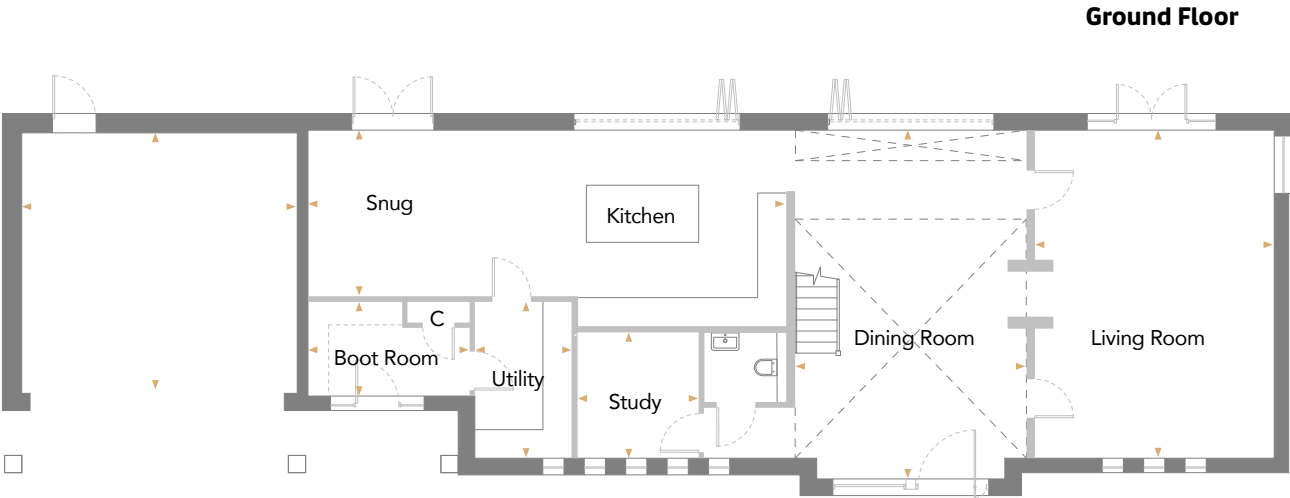 Ground Floor
Snug
Kitchen
C
Boot Room
Dining Room
Living Room
Utility
Study